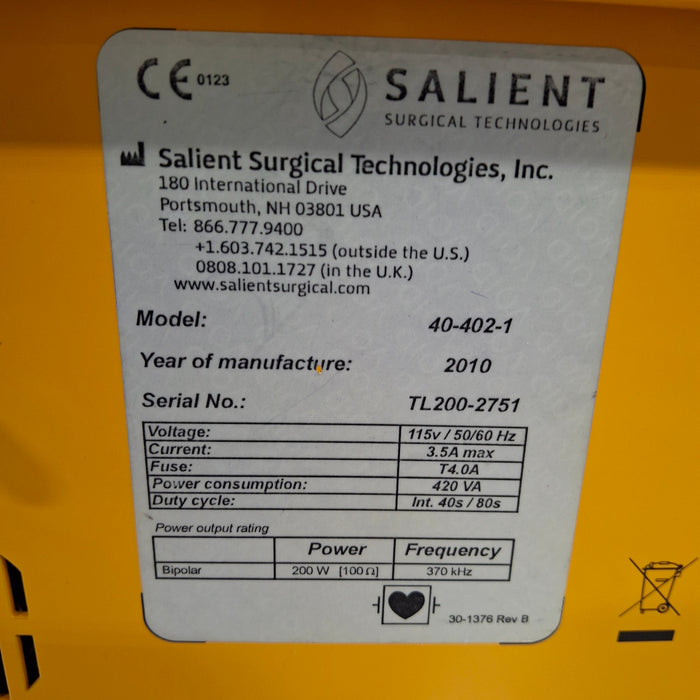 CE 0123
SALIENT
SURGICAL TECHNOLOGIES
Salient Surgical Technologies, Inc.
180 International Drive
Portsmouth, NH 03801 USA
Tel: 866.777.9400
+1.603.742.1515 (outside the U.S.)
0808.101.1727 (in the U.K.)
www.salientsurgical.com
Model: 40-402-1
Year of manufacture: 2010
Serial No.: TL200-2751
Voltage: 115v / 50/60 Hz
Current: 3.5A max
Fuse: T4.0A
Power consumption: 420 VA
Duty cycle: Int. 40s / 80s
Power output rating
Power Frequency
Bipolar 200 W [100Ω] 370 kHz
30-1376 Rev B